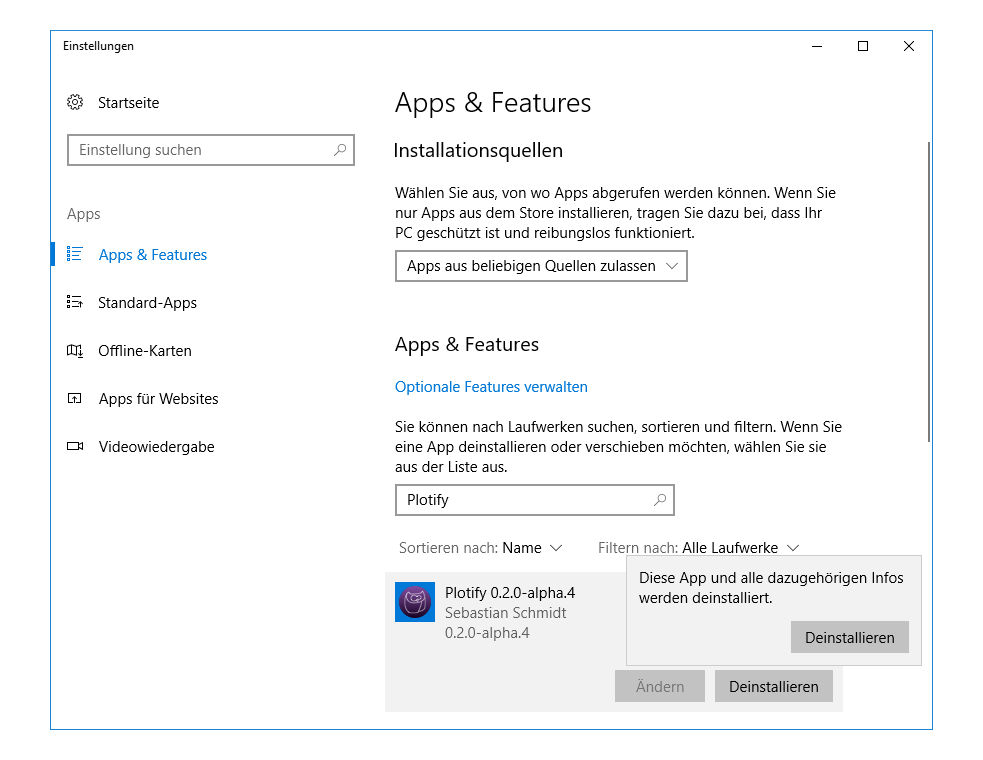 Einstellungen
Startseite
Einstellung suchen
Apps
Apps & Features
Standard-Apps
Offline-Karten
Apps für Websites
Videowiedergabe
Apps & Features
Installationsquellen
Wählen Sie aus, von wo Apps abgerufen werden können. Wenn Sie
nur Apps aus dem Store installieren, tragen Sie dazu bei, dass Ihr
PC geschützt ist und reibungslos funktioniert.
Apps aus beliebigen Quellen zulassen
Apps & Features
Optionale Features verwalten
Sie können nach Laufwerken suchen, sortieren und filtern. Wenn Sie
eine App deinstallieren oder verschieben möchten, wählen Sie sie
aus der Liste aus.
Plotify
Sortieren nach: Name
Filtern nach: Alle Laufwerke
Diese App und alle dazugehörigen Infos
werden deinstalliert.
Deinstallieren
Plotify 0.2.0-alpha.4
Sebastian Schmidt
0.2.0-alpha.4
Ändern
Deinstallieren